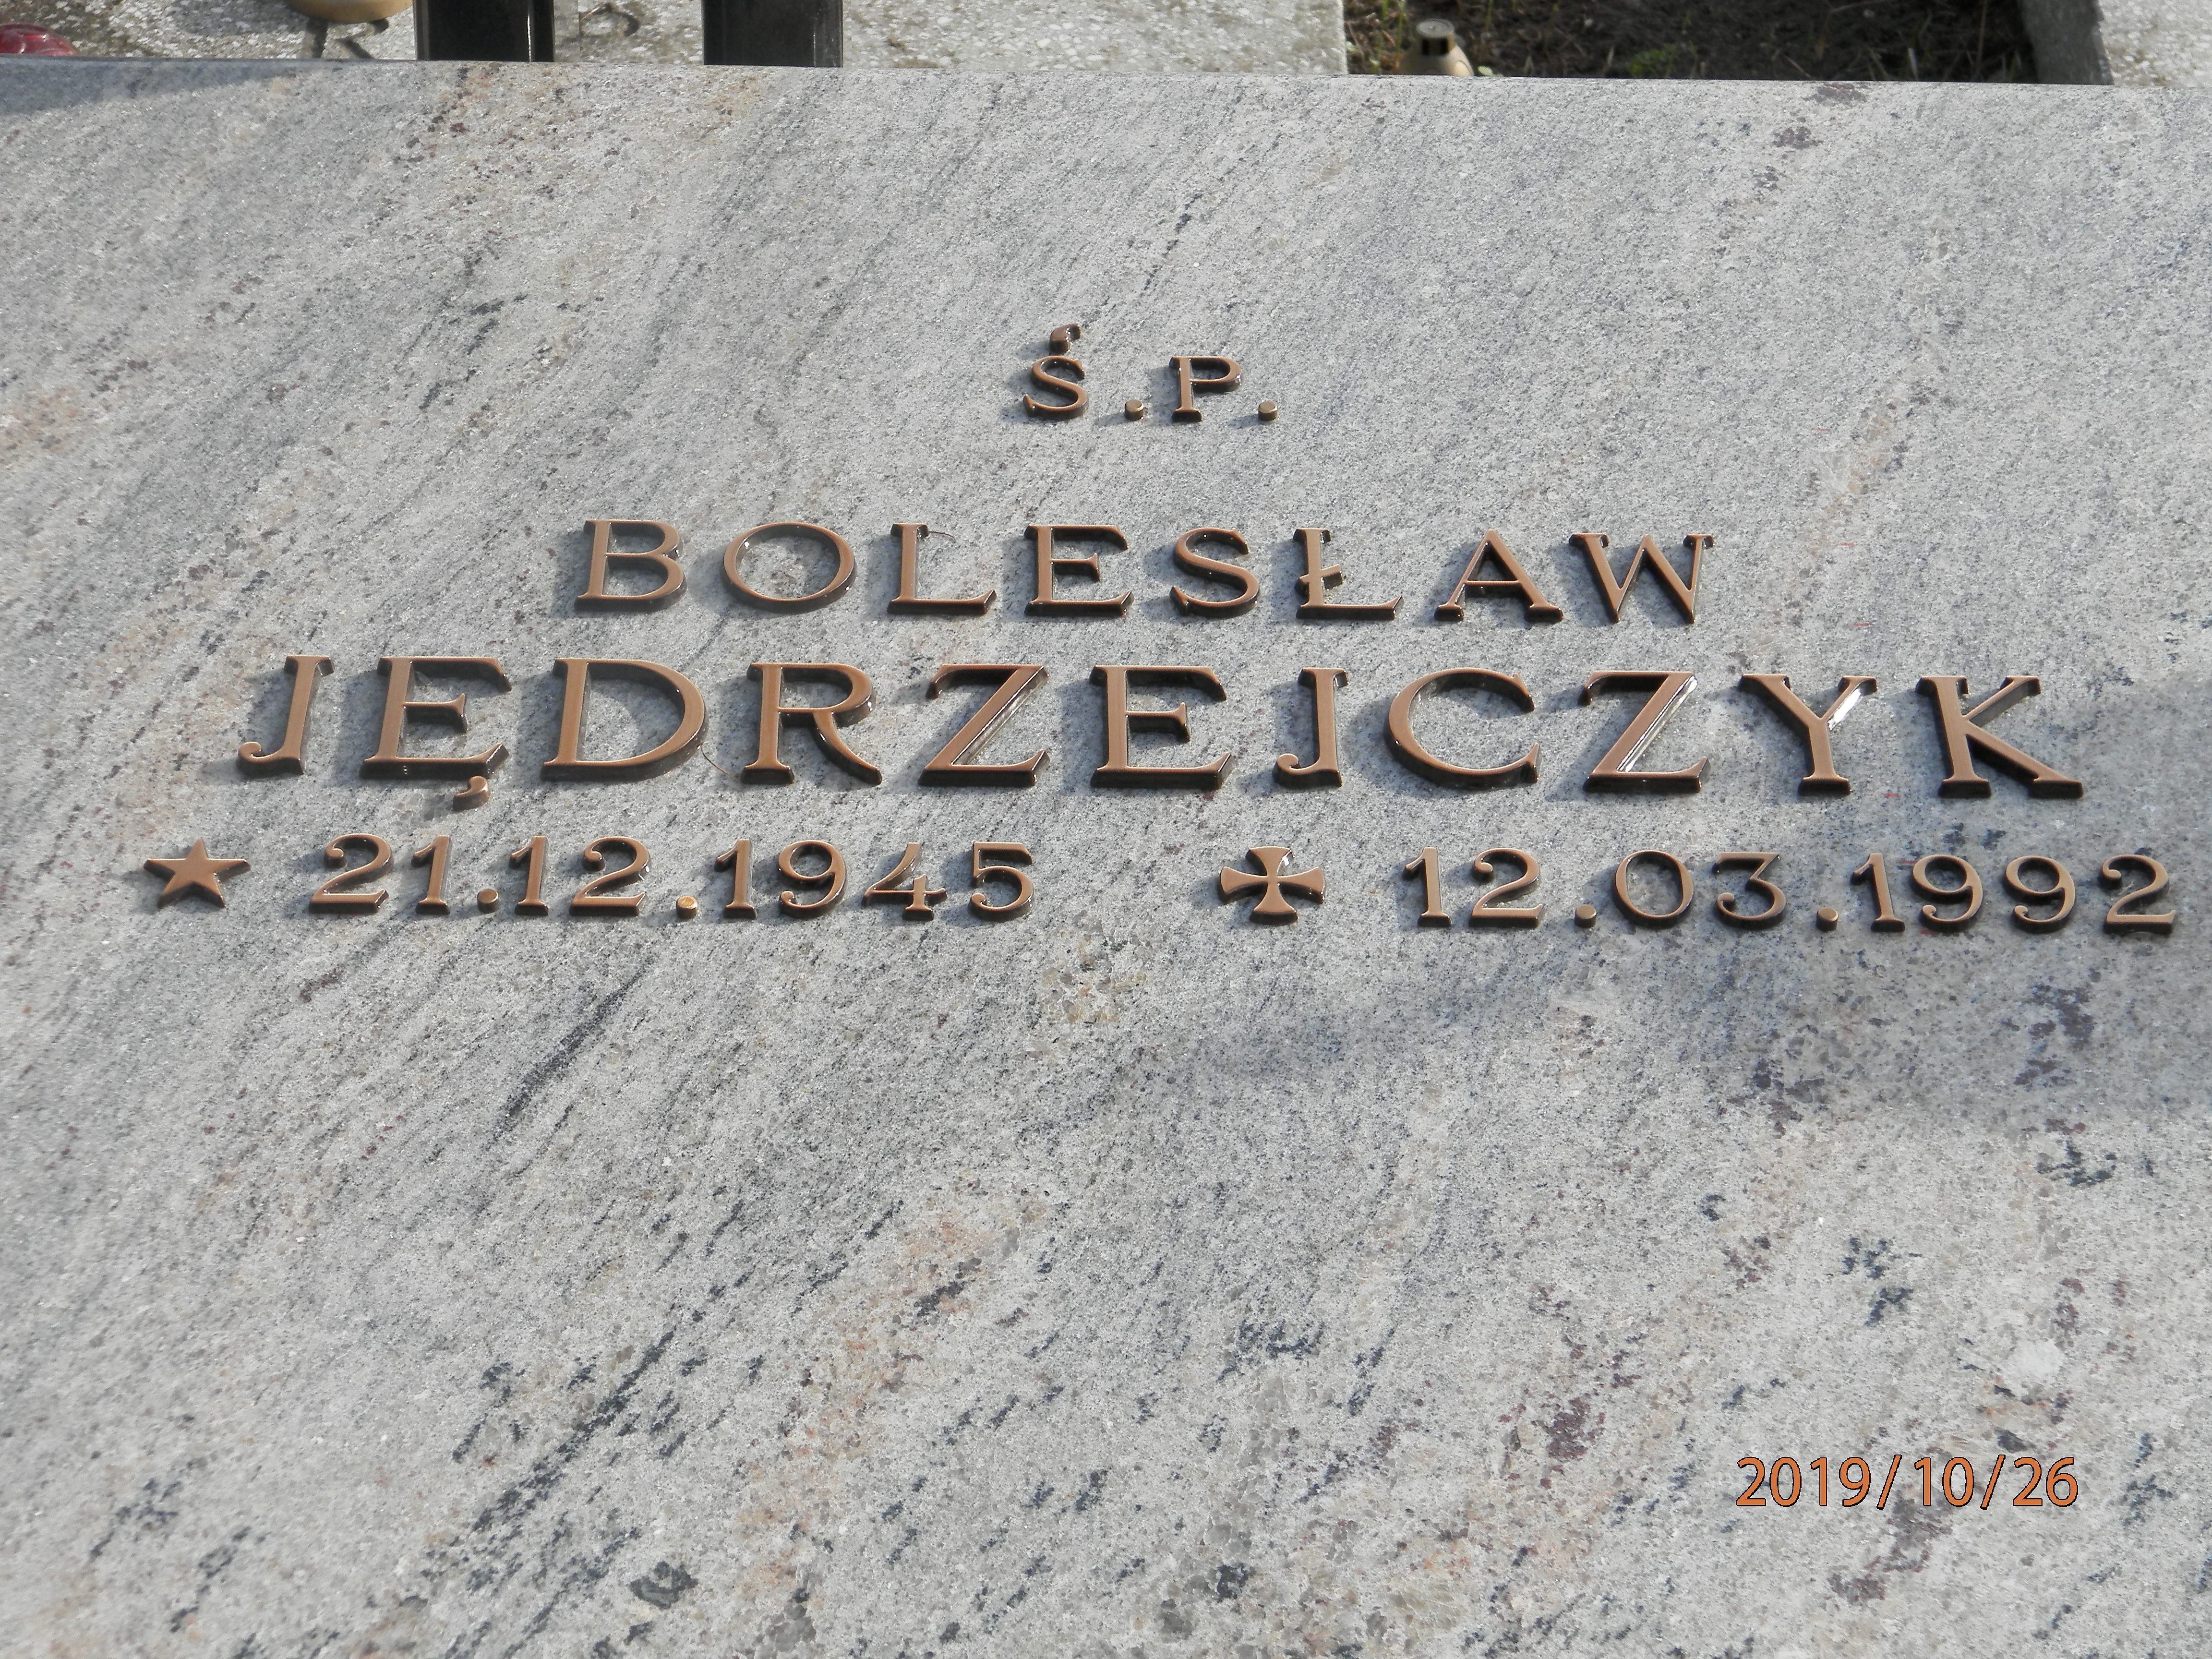 Ś.P.
BOLESŁAW
JĘDRZEJCZYK
★ 21.12.1945 ✠ 12.03.1992
2019/10/26